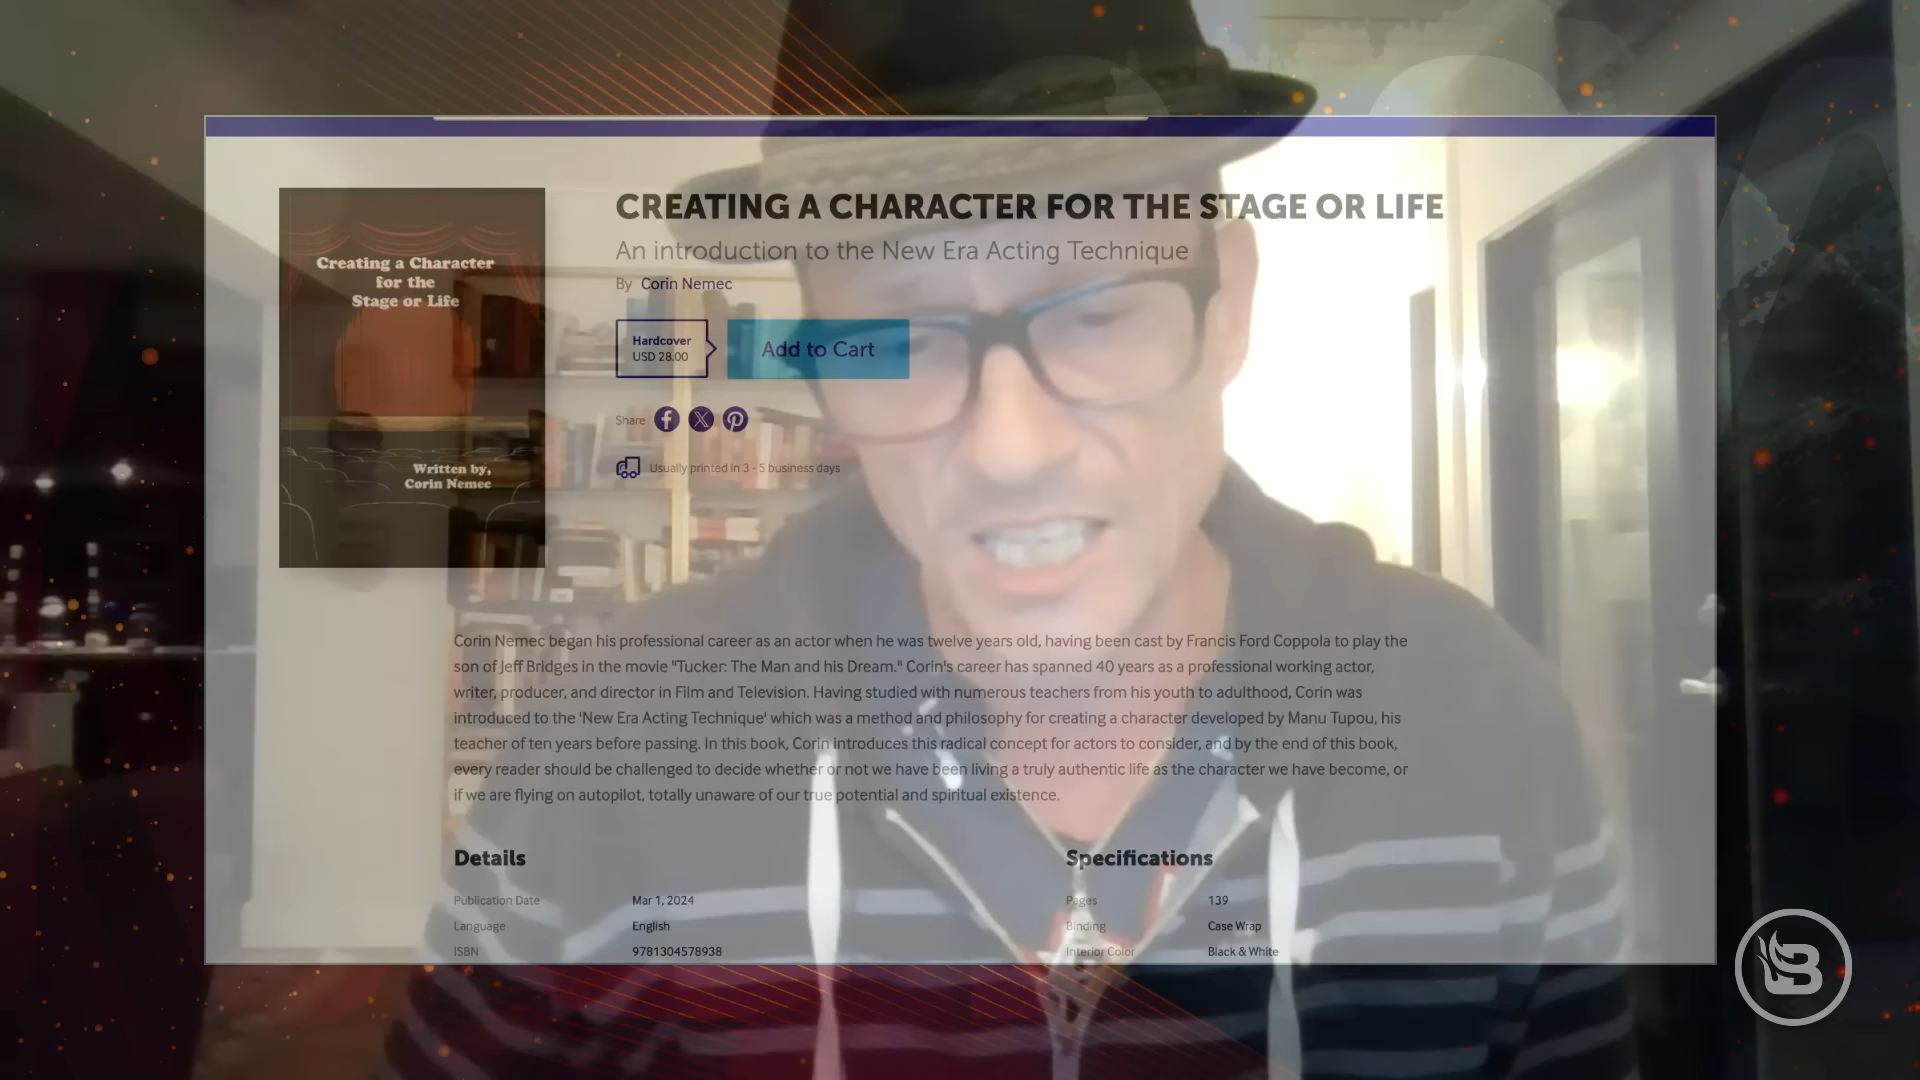 CREATING A CHARACTER FOR THE STAGE OR LIFE
An introduction to the New Era Acting Technique
By Corin Nemec
Creating a Character
for the
Stage or Life
Written by,
Corin Nemec
Hardcover
USD 28.00
Add to Cart
Share
Usually printed in 3 - 5 business days
Corin Nemec began his professional career as an actor when he was twelve years old, having been cast by Francis Ford Coppola to play the
son of Jeff Bridges in the movie "Tucker: The Man and his Dream." Corin's career has spanned 40 years as a professional working actor,
writer, producer, and director in Film and Television. Having studied with numerous teachers from his youth to adulthood, Corin was
introduced to the 'New Era Acting Technique' which was a method and philosophy for creating a character developed by Manu Tupou, his
teacher of ten years before passing. In this book, Corin introduces this radical concept for actors to consider, and by the end of this book,
every reader should be challenged to decide whether or not we have been living a truly authentic life as the character we have become, or
if we are flying on autopilot, totally unaware of our true potential and spiritual existence.
Details
Publication Date Mar 1, 2024
Language English
ISBN 9781304578938
Specifications
Pages 139
Binding Case Wrap
Interior Color Black & White
B